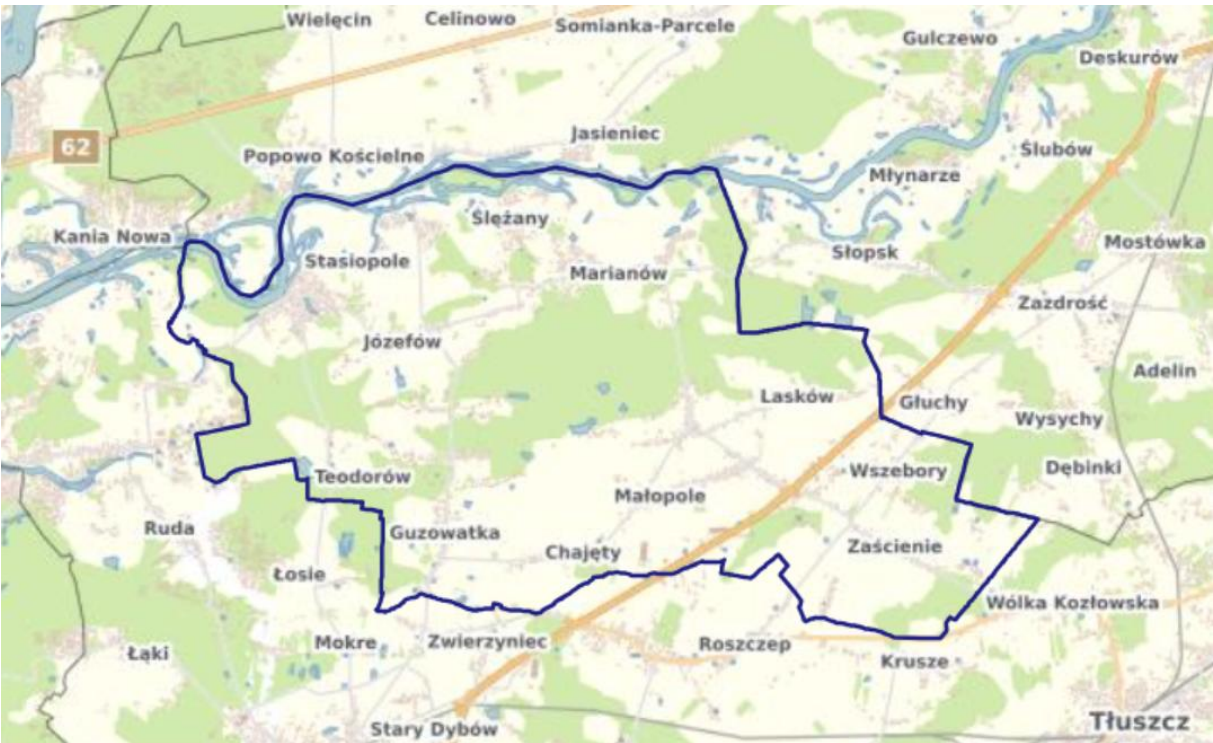 Wielęcin
Celinowo
Somianka-Parcele
Gulczewo
Deskurów
62
Jasieniec
Popowo Kościelne
Ślubów
Młynarze
Ślężany
Kania Nowa
Stasiopole
Marianów
Słopsk
Mostówka
Zazdrość
Józefów
Adelin
Lasków
Głuchy
Wysychy
Teodorów
Wszebory
Dębinki
Małopole
Ruda
Guzowatka
Chajęty
Zaścienie
Łosie
Wólka Kozłowska
Mokre
Zwierzyniec
Roszczep
Łąki
Krusze
Stary Dybów
Tłuszcz